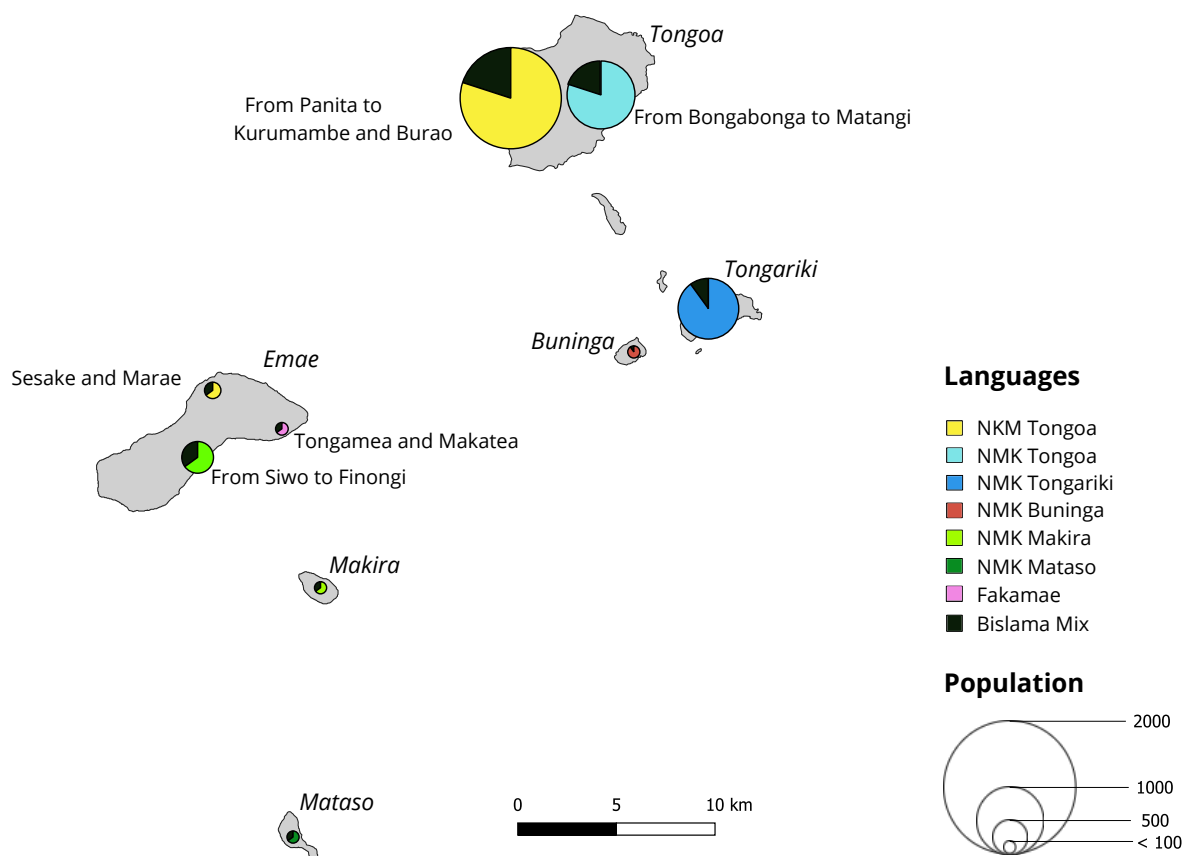 Tongoa
From Panita to
Kurumambe and Burao
From Bongabonga to Matangi
Tongariki
Buninga
Emae
Sesake and Marae
Tongamea and Makatea
From Siwo to Finongi
Makira
Mataso
0 5 10 km
Languages
NKM Tongoa
NMK Tongoa
NMK Tongariki
NMK Buninga
NMK Makira
NMK Mataso
Fakamae
Bislama Mix
Population
2000
1000
500
< 100